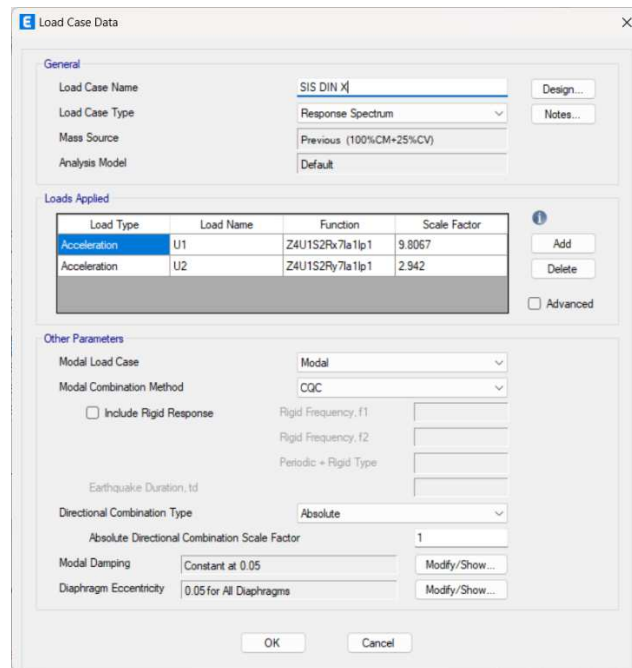 E Load Case Data
General
Load Case Name SIS DIN X Design...
Load Case Type Response Spectrum Notes...
Mass Source Previous (100%CM+25%CV)
Analysis Model Default
Loads Applied
Load Type Load Name Function Scale Factor
Acceleration U1 Z4U1S2Rx7Ia1Ip1 9.8067 Add
Acceleration U2 Z4U1S2Ry7Ia1Ip1 2.942 Delete
Advanced
Other Parameters
Modal Load Case Modal
Modal Combination Method CQC
Include Rigid Response Rigid Frequency, f1
Rigid Frequency, f2
Periodic + Rigid Type
Earthquake Duration, td
Directional Combination Type Absolute
Absolute Directional Combination Scale Factor 1
Modal Damping Constant at 0.05 Modify/Show...
Diaphragm Eccentricity 0.05 for All Diaphragms Modify/Show...
OK Cancel